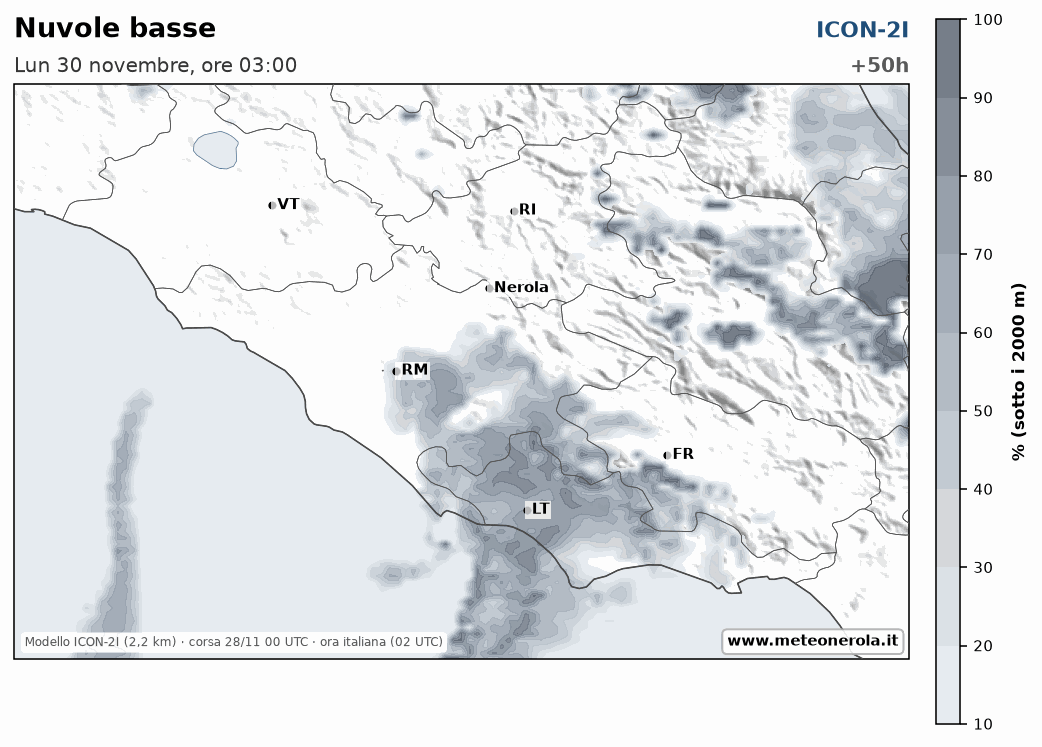 Nuvole basse
ICON-2I
Lun 30 novembre, ore 03:00
+50h
VT
RI
Nerola
RM
FR
LT
Modello ICON-2I (2,2 km) · corsa 28/11 00 UTC · ora italiana (02 UTC)
www.meteonerola.it
100
90
80
70
60
50
40
30
20
10
% (sotto i 2000 m)